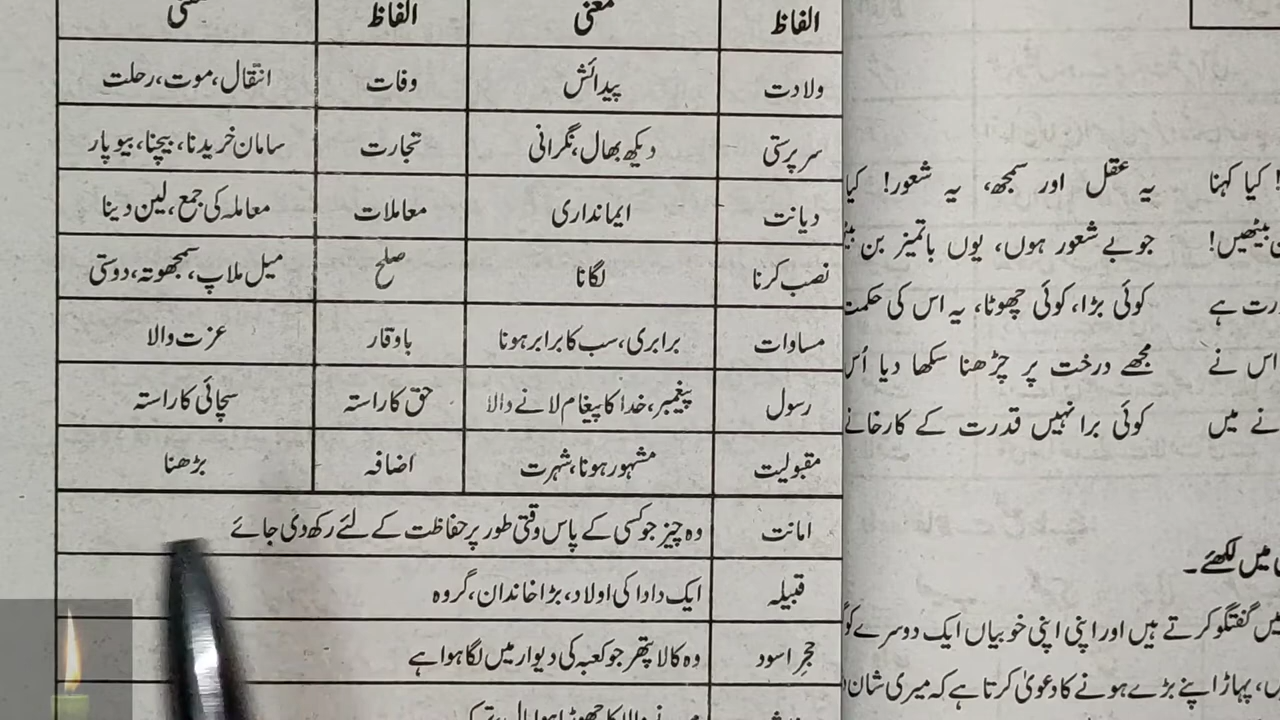 الفاظ معنی الفاظ معنی
ولادت پیدائش وفات انتقال، موت، رحلت
سرپرستی دیکھ بھال، نگرانی تجارت سامان خریدنا، بیچنا، بیوپار
دیانت ایمانداری معاملات معاملہ کی جمع، لین دینا
نصب کرنا لگانا صلح میل ملاپ، سمجھوتہ، دوستی
مساوات برابری، سب کا برابر ہونا باوقار عزت والا
رسول پیغمبر، خدا کا پیغام لانے والا حق کا راستہ سچائی کا راستہ
مقبولیت مشہور ہونا، شہرت اضافہ بڑھنا
امانت وہ چیز جو کسی کے پاس وقتی طور پر حفاظت کے لئے رکھ دی جائے
قبیلہ ایک دادا کی اولاد، بڑا خاندان، گروہ
حجرِ اسود وہ کالا پتھر جو کعبہ کی دیوار میں لگا ہوا ہے
! کیا کہنا یہ عقل اور سمجھ، یہ شعور! کیا
بیٹھیں! جو بے شعور ہوں، یوں باتمیز بن
ہے کوئی بڑا، کوئی چھوٹا، یہ اس کی حکمت
اس نے مجھے درخت پر چڑھنا سکھا دیا اُس
نے میں کوئی برا نہیں قدرت کے کارخانے
میں لکھئے۔
میں گفتگو کرتے ہیں اور اپنی اپنی خوبیاں ایک دوسرے کو
پہاڑ اپنے بڑے ہونے کا دعویٰ کرتا ہے کہ میری شان